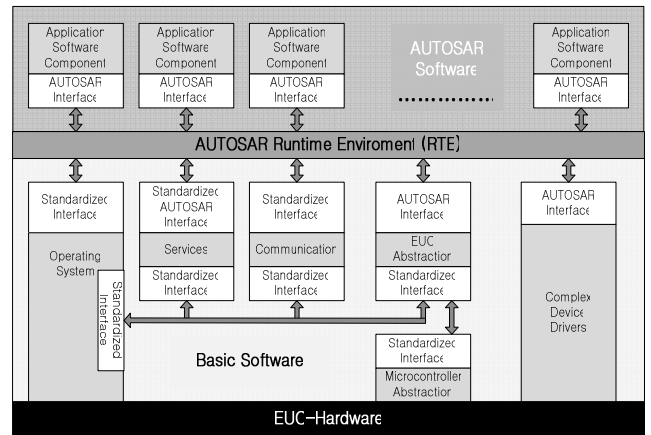 Application
Software
Component
AUTOSAR
Interface
Application
Software
Component
AUTOSAR
Interface
Application
Software
Component
AUTOSAR
Interface
AUTOSAR
Software
Application
Software
Component
AUTOSAR
Interface
AUTOSAR Runtime Enviroment (RTE)
Standardized
Interface
Operating
System
Standardized
Interface
Standardized
AUTOSAR
Interface
Services
Standardized
Interface
Standardized
Interface
Communication
Standardized
Interface
AUTOSAR
Interface
EUC
Abstraction
Standardized
Interface
Standardized
Interface
Microcontroller
Abstraction
AUTOSAR
Interface
Complex
Device
Drivers
Basic Software
EUC-Hardware